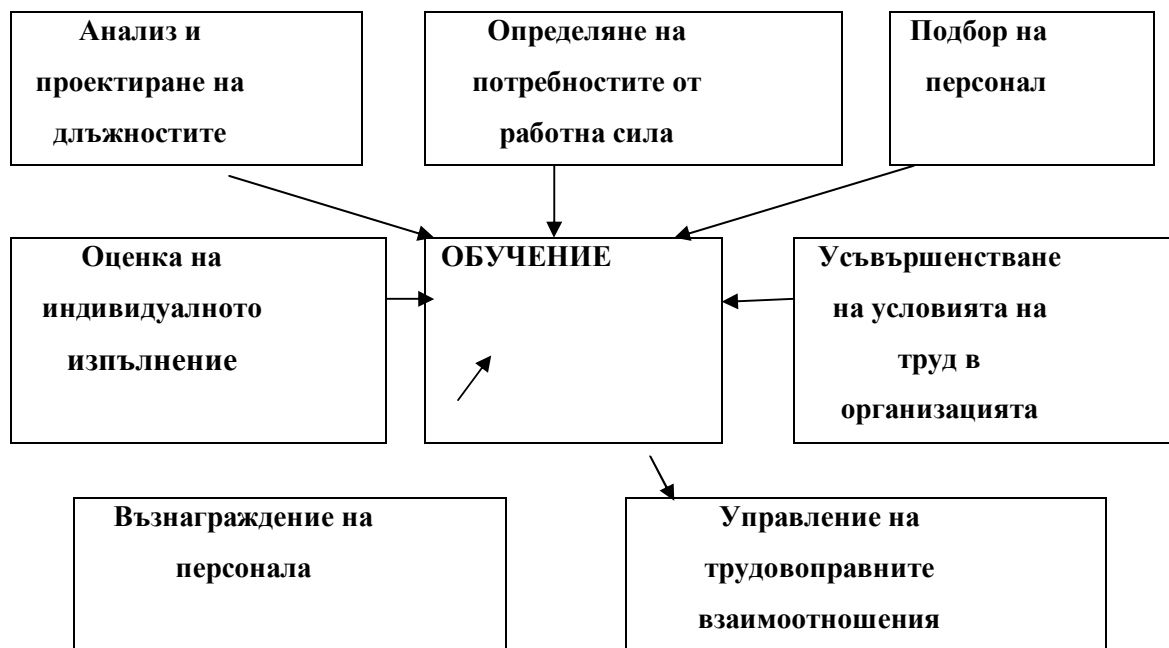 Анализ и
проектиране на
длъжностите
Определяне на
потребностите от
работна сила
Подбор на
персонал
Оценка на
индивидуалното
изпълнение
ОБУЧЕНИЕ
Усъвършенстване
на условията на
труд в
организацията
Възнаграждение на
персонала
Управление на
трудовоправните
взаимоотношения